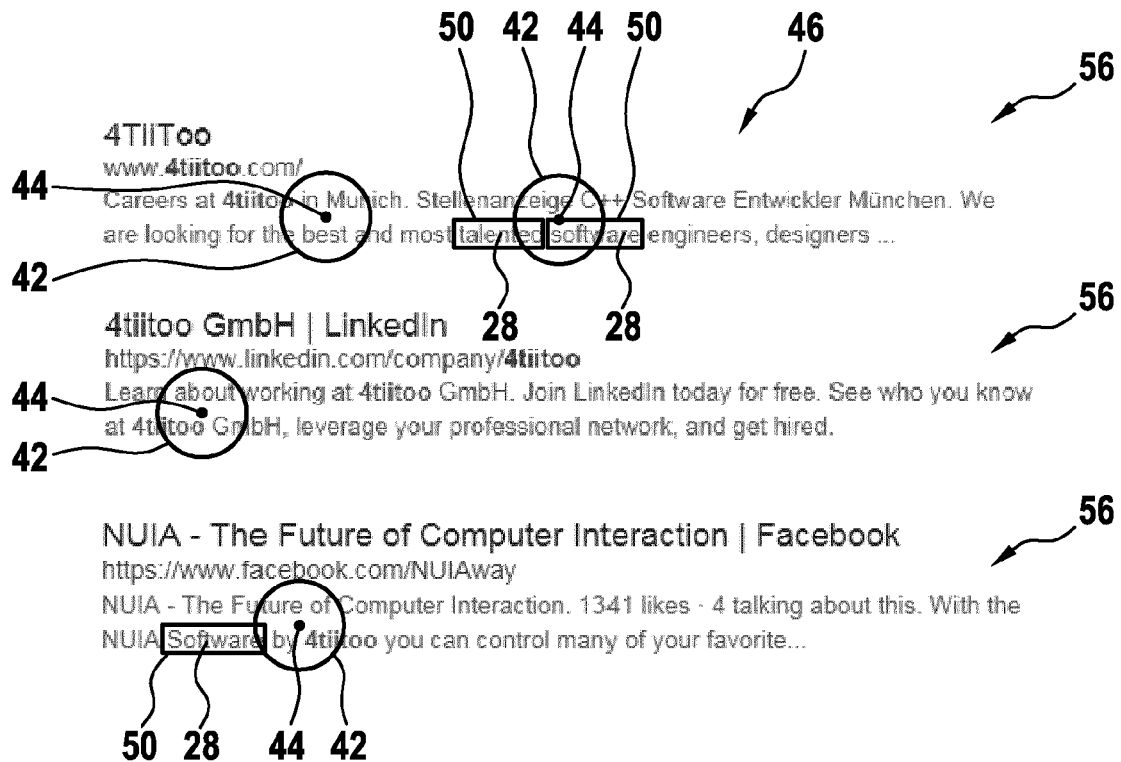 50 42 44 50 46 56
4TiiToo
www.4tiitoo.com/
44
Careers at 4tiitoo in Munich. Stellenanzeige C++ Software Entwickler München. We
are looking for the best and most talented software engineers, designers ...
42
28 28 56
4tiitoo GmbH | LinkedIn
https://www.linkedin.com/company/4tiitoo
44
Learn about working at 4tiitoo GmbH. Join LinkedIn today for free. See who you know
at 4tiitoo GmbH, leverage your professional network, and get hired.
42
56
NUIA - The Future of Computer Interaction | Facebook
https://www.facebook.com/NUIAway
NUIA - The Future of Computer Interaction. 1341 likes · 4 talking about this. With the
NUIA Software by 4tiitoo you can control many of your favorite...
50 28 44 42